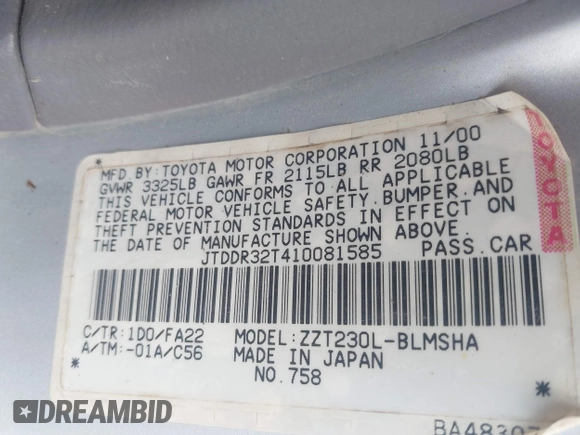 MFD.BY:TOYOTA MOTOR CORPORATION 11/00
GVWR 3325LB GAWR FR 2115LB RR 2080LB
THIS VEHICLE CONFORMS TO ALL APPLICABLE
FEDERAL MOTOR VEHICLE SAFETY,BUMPER,AND
THEFT PREVENTION STANDARDS IN EFFECT ON
THE DATE OF MANUFACTURE SHOWN ABOVE.
JTDDR32T410081585 PASS.CAR
C/TR:1D0/FA22 MODEL:ZZT230L-BLMSHA
A/TM:-01A/C56 MADE IN JAPAN
* NO.758 *
TOYOTA
DREAMBID